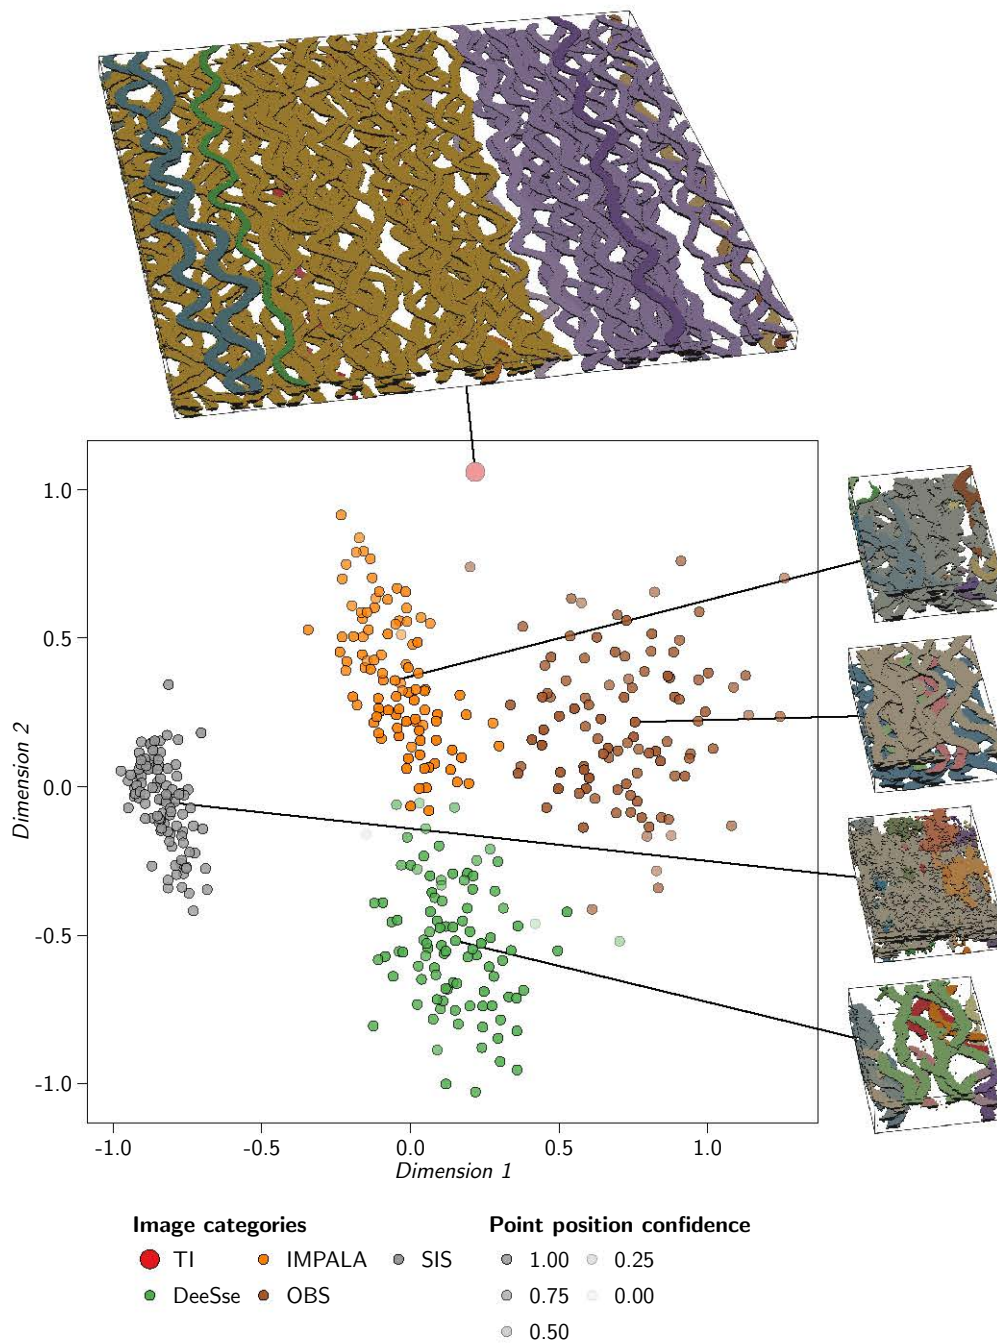 1.0
0.5
0.0
-0.5
-1.0
Dimension 2
-1.0 -0.5 0.0 0.5 1.0
Dimension 1
Image categories
TI IMPALA SIS
DeeSse OBS
Point position confidence
1.00 0.25
0.75 0.00
0.50